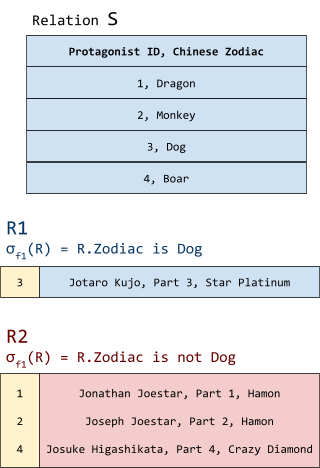 Relation S
Protagonist ID, Chinese Zodiac
1, Dragon
2, Monkey
3, Dog
4, Boar
R1
σf1(R) = R.Zodiac is Dog
3 Jotaro Kujo, Part 3, Star Platinum
R2
σf1(R) = R.Zodiac is not Dog
1 Jonathan Joestar, Part 1, Hamon
2 Joseph Joestar, Part 2, Hamon
4 Josuke Higashikata, Part 4, Crazy Diamond